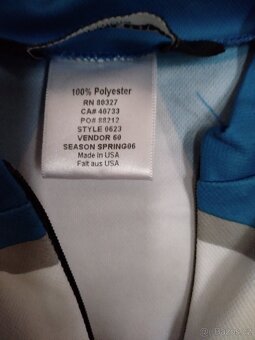 100% Polyester
RN 80327
CA# 40733
PO# 88212
STYLE 0623
VENDOR 60
SEASON SPRING06
Made in USA
Fait aus USA